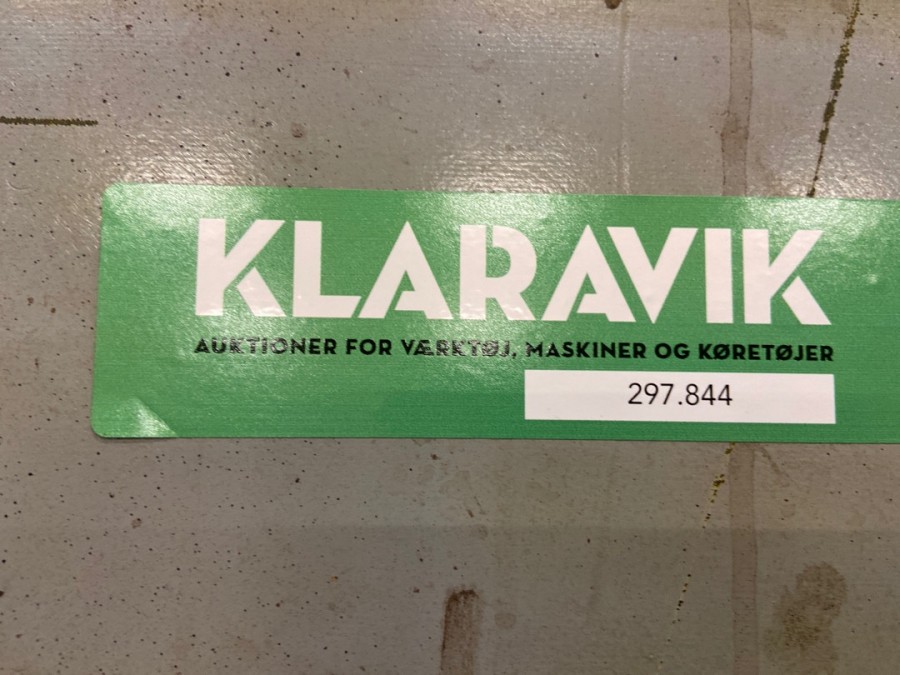 KLARAVIK
AUKTIONER FOR VÆRKTØJ, MASKINER OG KØRETØJER
297.844